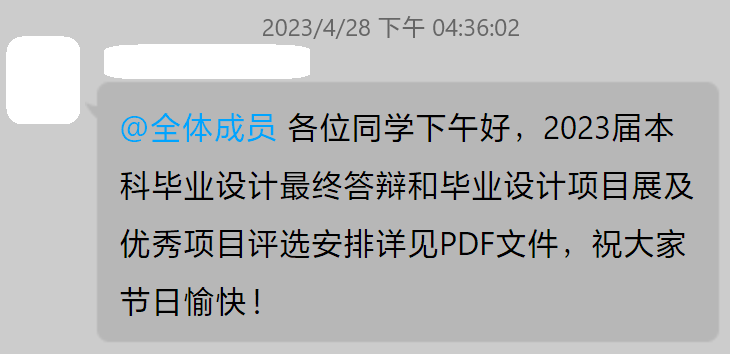 2023/4/28 下午 04:36:02
@全体成员 各位同学下午好，2023届本
科毕业设计最终答辩和毕业设计项目展及
优秀项目评选安排详见PDF文件，祝大家
节日愉快！